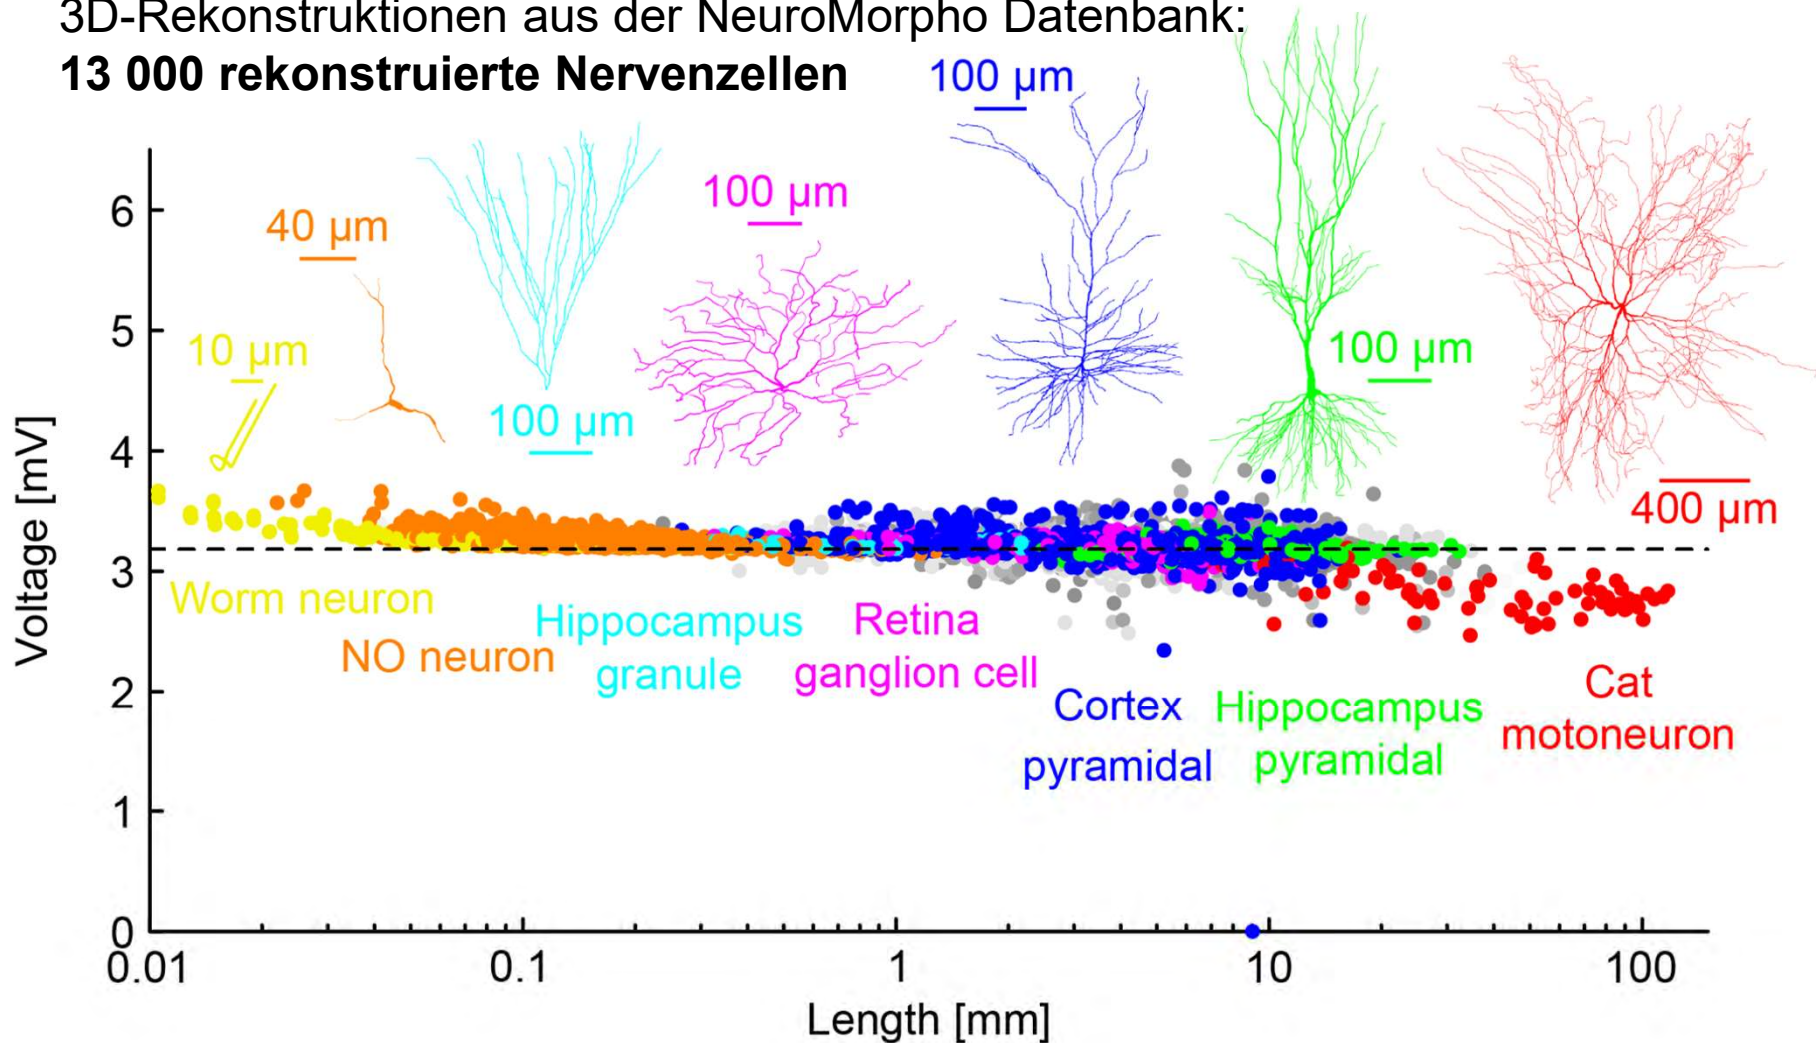 3D-Rekonstruktionen aus der NeuroMorpho Datenbank:
13 000 rekonstruierte Nervenzellen
100 µm
100 µm
40 µm
10 µm
100 µm
100 µm
400 µm
Voltage [mV]
6
5
4
3
2
1
0
Worm neuron
NO neuron
Hippocampus
granule
Retina
ganglion cell
Cortex
pyramidal
Hippocampus
pyramidal
Cat
motoneuron
0.01
0.1
1
10
100
Length [mm]